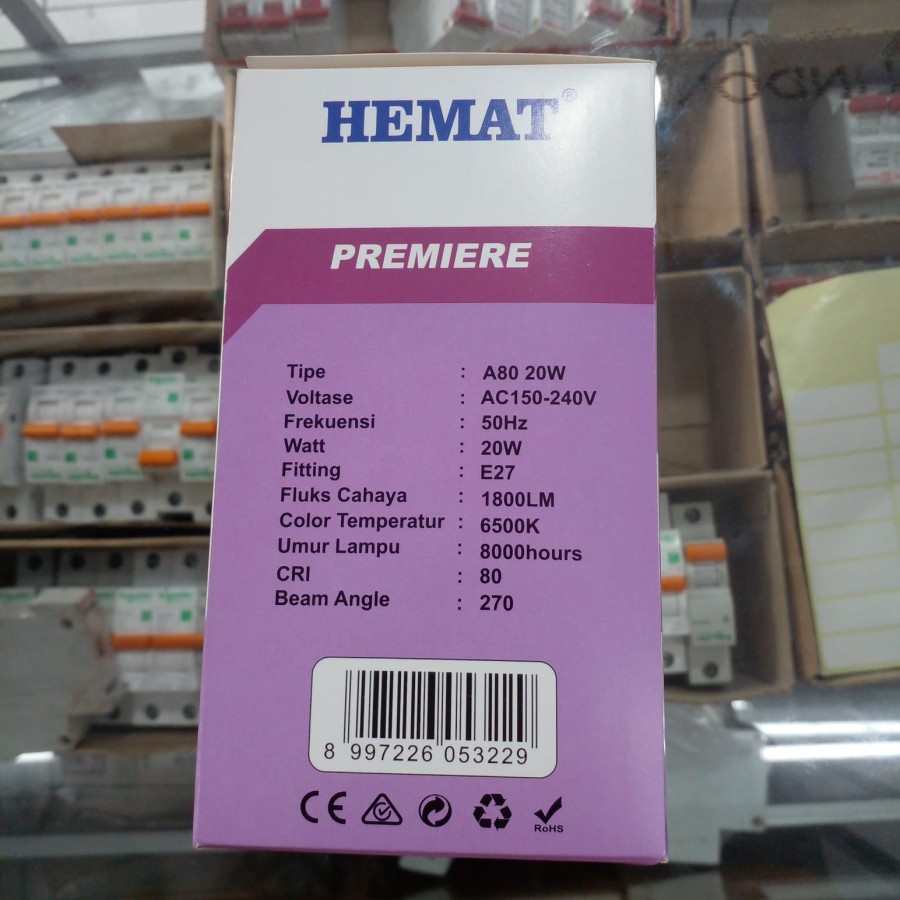 HEMAT®
PREMIERE
Tipe : A80 20W
Voltase : AC150-240V
Frekuensi : 50Hz
Watt : 20W
Fitting : E27
Fluks Cahaya : 1800LM
Color Temperatur : 6500K
Umur Lampu : 8000hours
CRI : 80
Beam Angle : 270
8 997226 053229
CE
RoHS